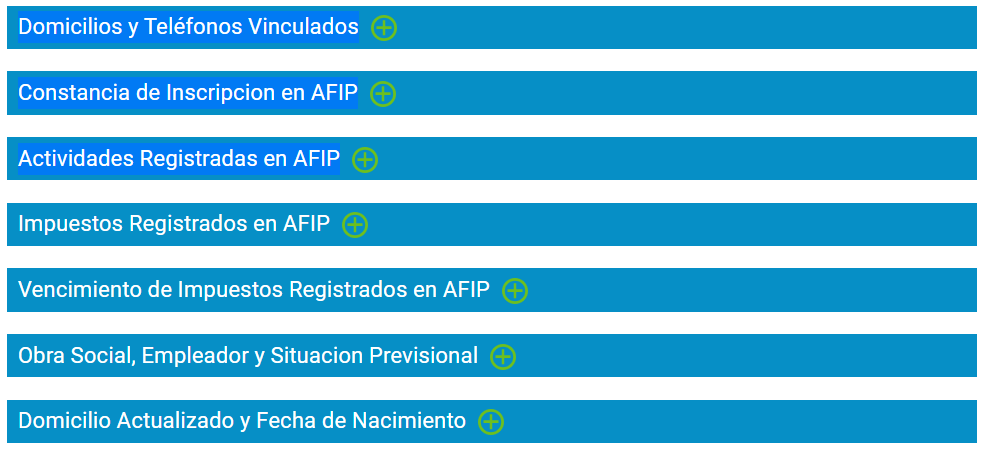 Domicilios y Teléfonos Vinculados
Constancia de Inscripcion en AFIP
Actividades Registradas en AFIP
Impuestos Registrados en AFIP
Vencimiento de Impuestos Registrados en AFIP
Obra Social, Empleador y Situacion Previsional
Domicilio Actualizado y Fecha de Nacimiento